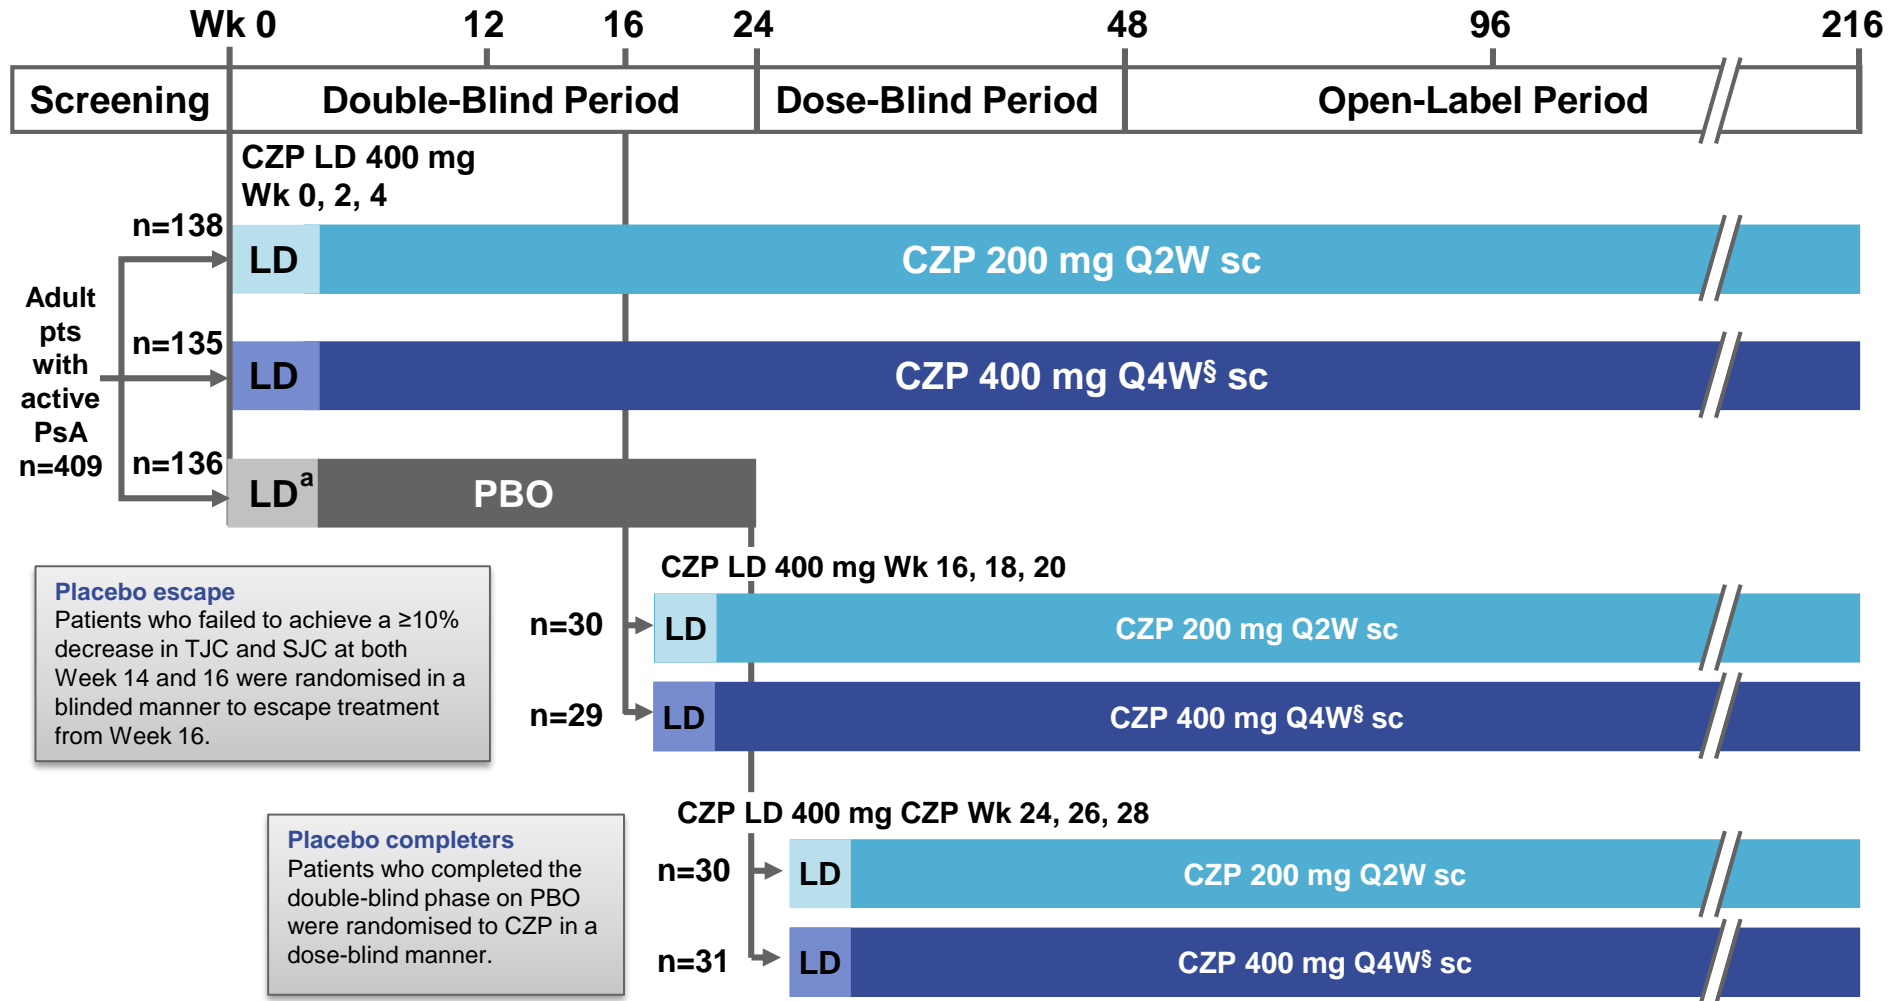 Wk 0 12 16 24 48 96 216
Screening Double-Blind Period Dose-Blind Period Open-Label Period
CZP LD 400 mg
Wk 0, 2, 4
n=138
LD CZP 200 mg Q2W sc
Adult
pts
with
active
PsA
n=409
n=135
LD CZP 400 mg Q4W§ sc
n=136
LDa PBO
CZP LD 400 mg Wk 16, 18, 20
Placebo escape
Patients who failed to achieve a ≥10%
decrease in TJC and SJC at both
Week 14 and 16 were randomised in a
blinded manner to escape treatment
from Week 16.
n=30 LD CZP 200 mg Q2W sc
n=29 LD CZP 400 mg Q4W§ sc
CZP LD 400 mg CZP Wk 24, 26, 28
Placebo completers
Patients who completed the
double-blind phase on PBO
were randomised to CZP in a
dose-blind manner.
n=30 LD CZP 200 mg Q2W sc
n=31 LD CZP 400 mg Q4W§ sc